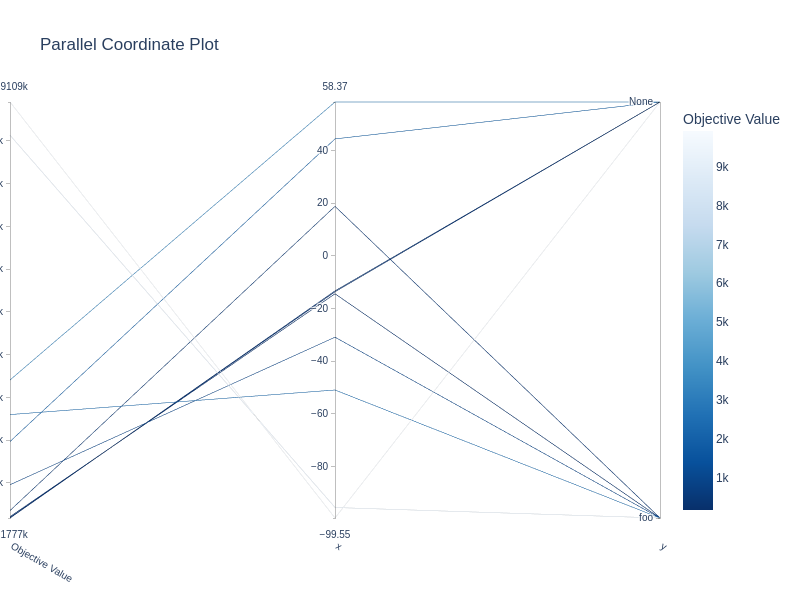 Parallel Coordinate Plot
9109k
k
k
k
k
k
k
k
k
k
1777k
Objective Value
58.37
40
20
0
−20
−40
−60
−80
−99.55
x
None
foo
y
Objective Value
9k
8k
7k
6k
5k
4k
3k
2k
1k